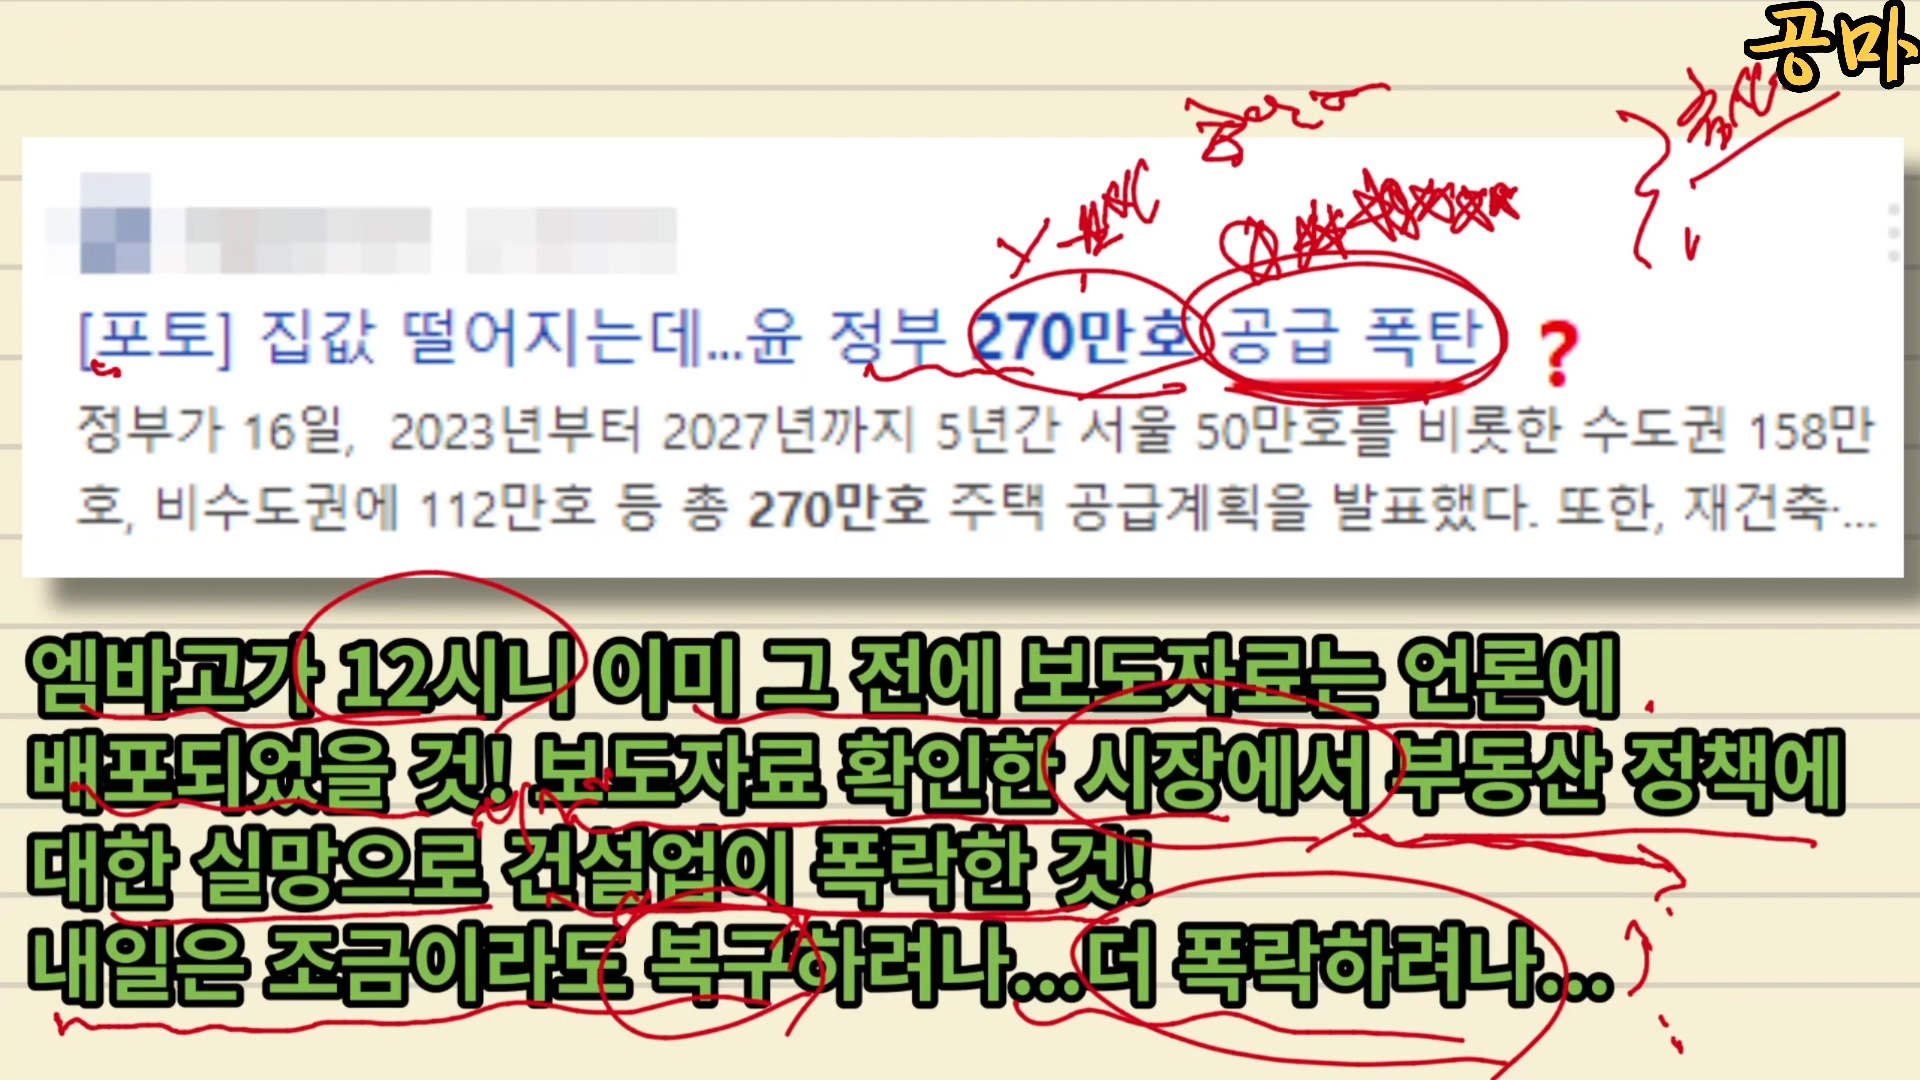 공마
[포토] 집값 떨어지는데...윤 정부 270만호 공급 폭탄 ?
정부가 16일, 2023년부터 2027년까지 5년간 서울 50만호를 비롯한 수도권 158만
호, 비수도권에 112만호 등 총 270만호 주택 공급계획을 발표했다. 또한, 재건축·...
엠바고가 12시니 이미 그 전에 보도자료는 언론에
배포되었을 것! 보도자료 확인한 시장에서 부동산 정책에
대한 실망으로 건설업이 폭락한 것!
내일은 조금이라도 복구하려나...더 폭락하려나...